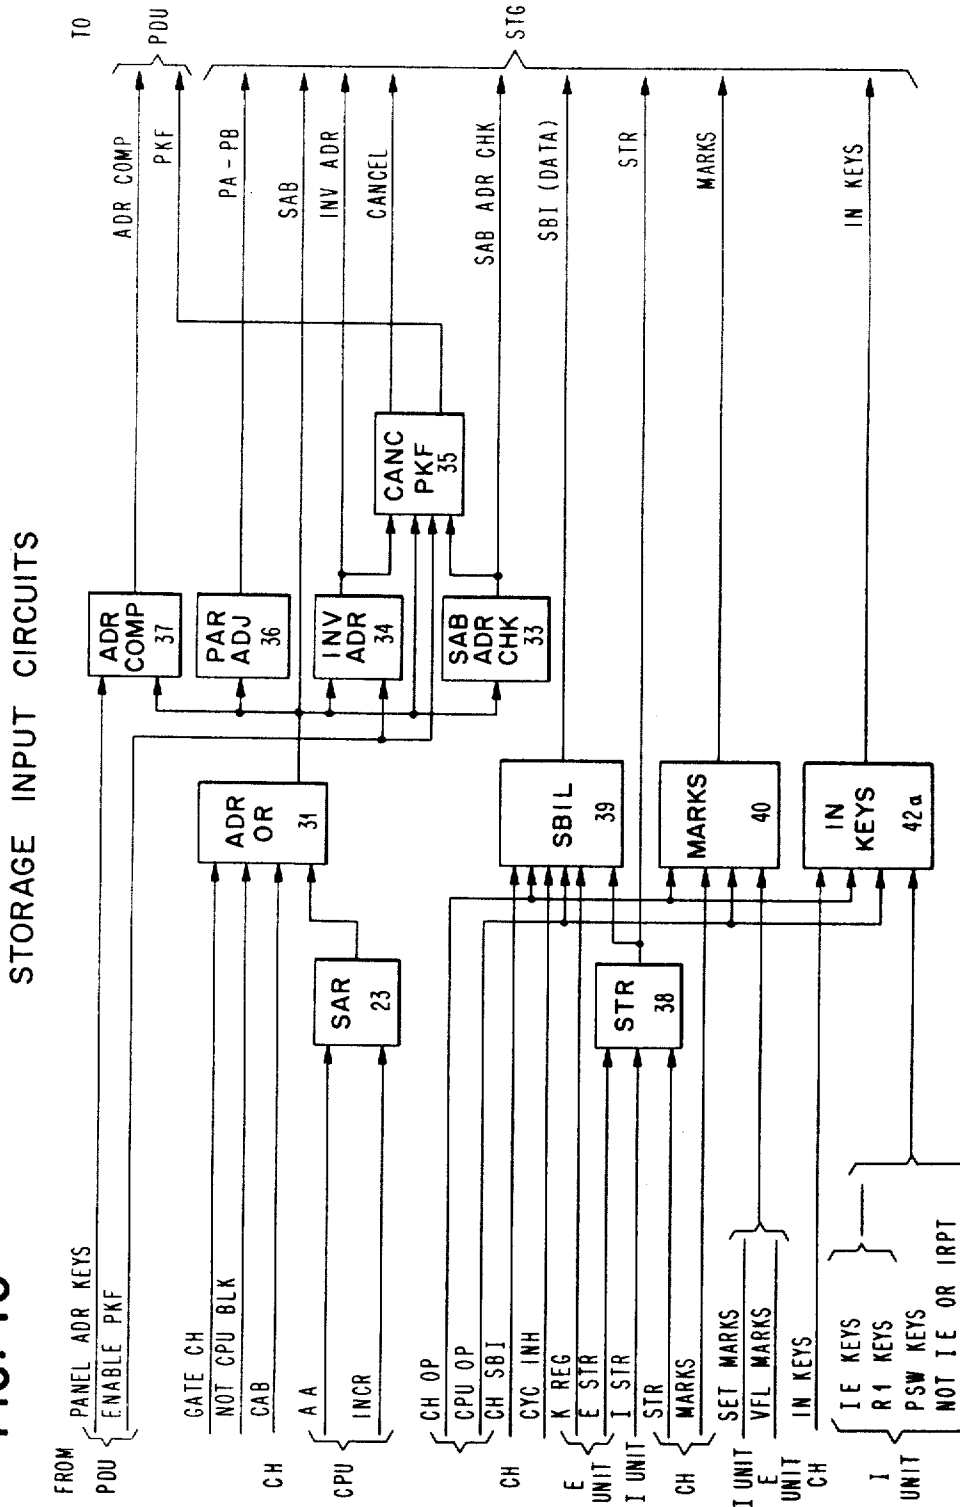 STORAGE INPUT CIRCUITS
FROM
PDU
PANEL ADR KEYS
ENABLE PKF
GATE CH
NOT CPU BLK
CAB
CH
AA
INCR
CPU
CH OP
CPU OP
CH SBI
CH
CYC INH
K REG
E STR
E
UNIT
I STR
I UNIT
STR
MARKS
CH
SET MARKS
I UNIT
VFL MARKS
E
UNIT
IN KEYS
CH
IE KEYS
R1 KEYS
PSW KEYS
NOT IE OR IRPT
I
UNIT
SAR
23
STR
38
ADR
OR
31
SBIL
39
MARKS
40
IN
KEYS
42a
ADR
COMP
37
PAR
ADJ
36
INV
ADR
34
SAB
ADR
CHK
33
CANC
PKF
35
ADR COMP
PKF
PA-PB
SAB
INV ADR
CANCEL
SAB ADR CHK
SBI (DATA)
STR
MARKS
IN KEYS
TO
PDU
STG